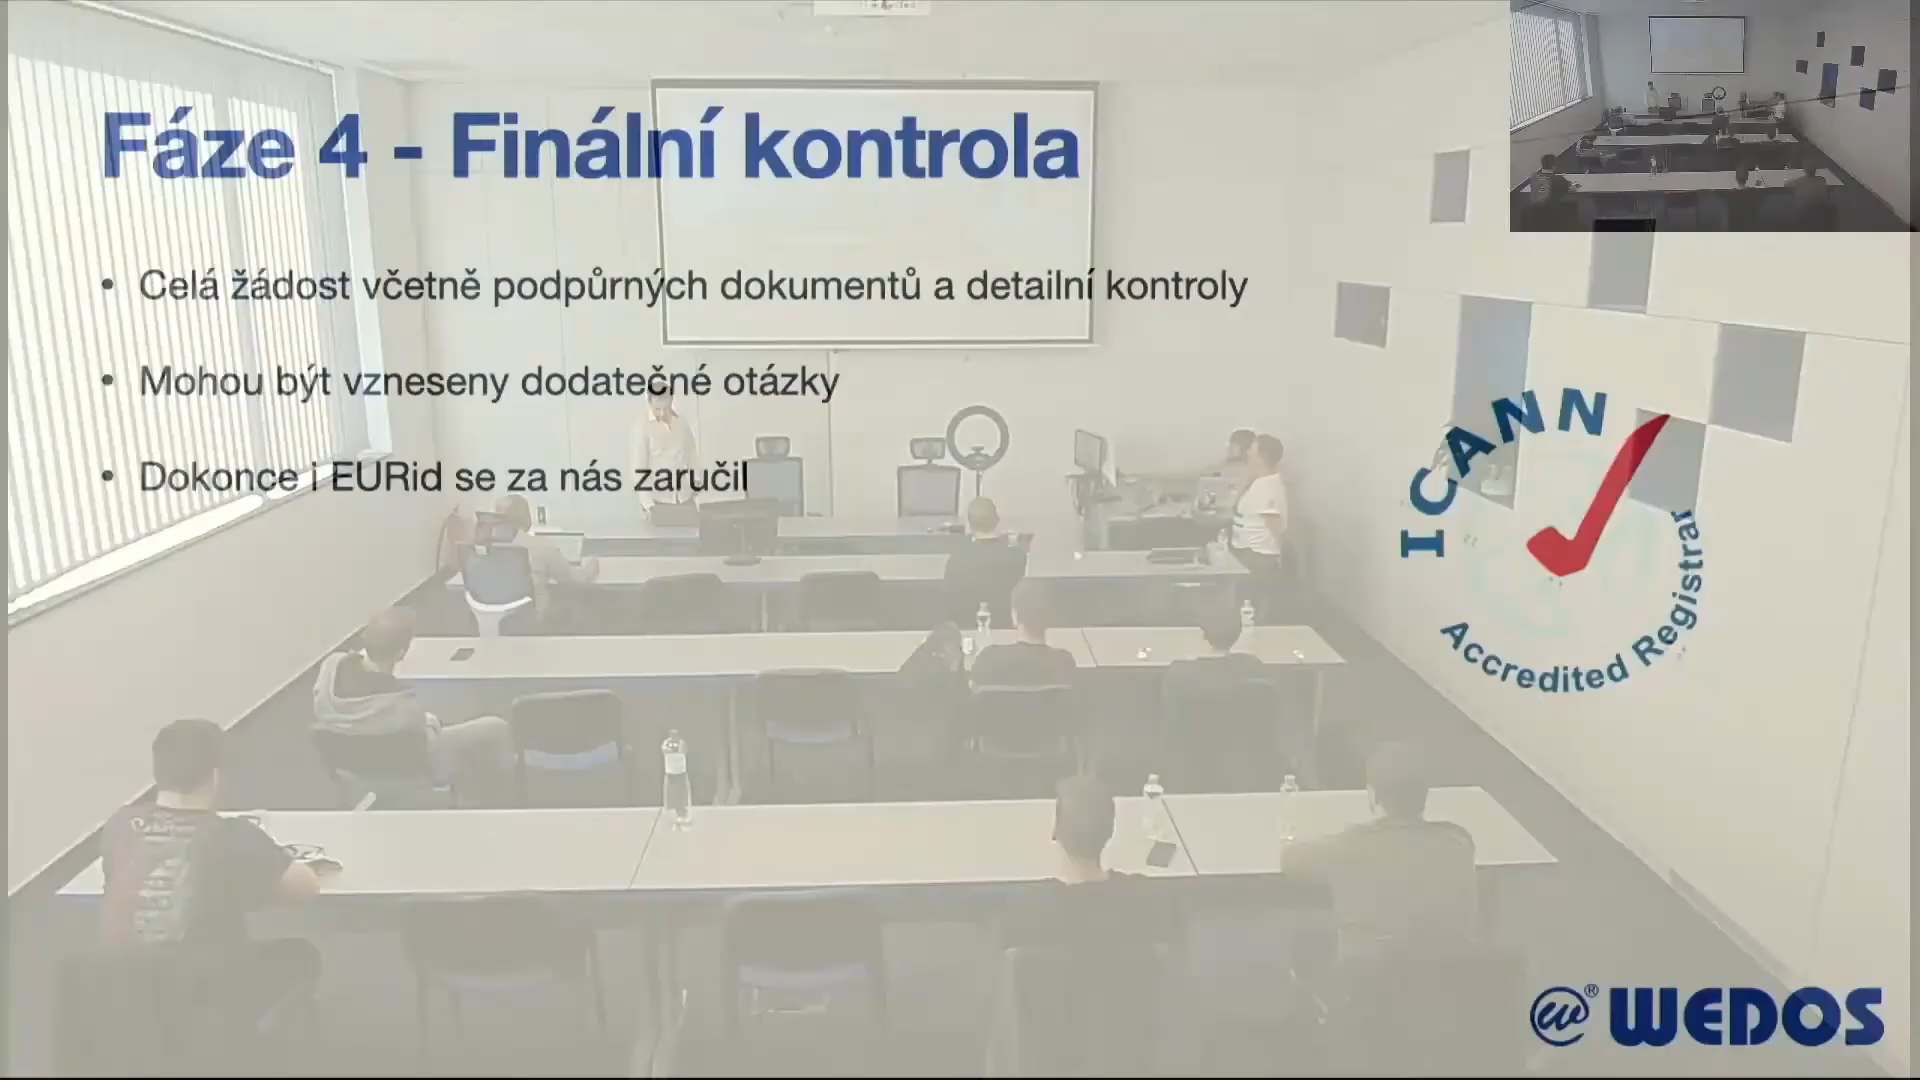 Fáze 4 - Finální kontrola
• Celá žádost včetně podpůrných dokumentů a detailní kontroly
• Mohou být vzneseny dodatečné otázky
• Dokonce i EURid se za nás zaručil
ICANN
Accredited Registrar
@® WEDOS